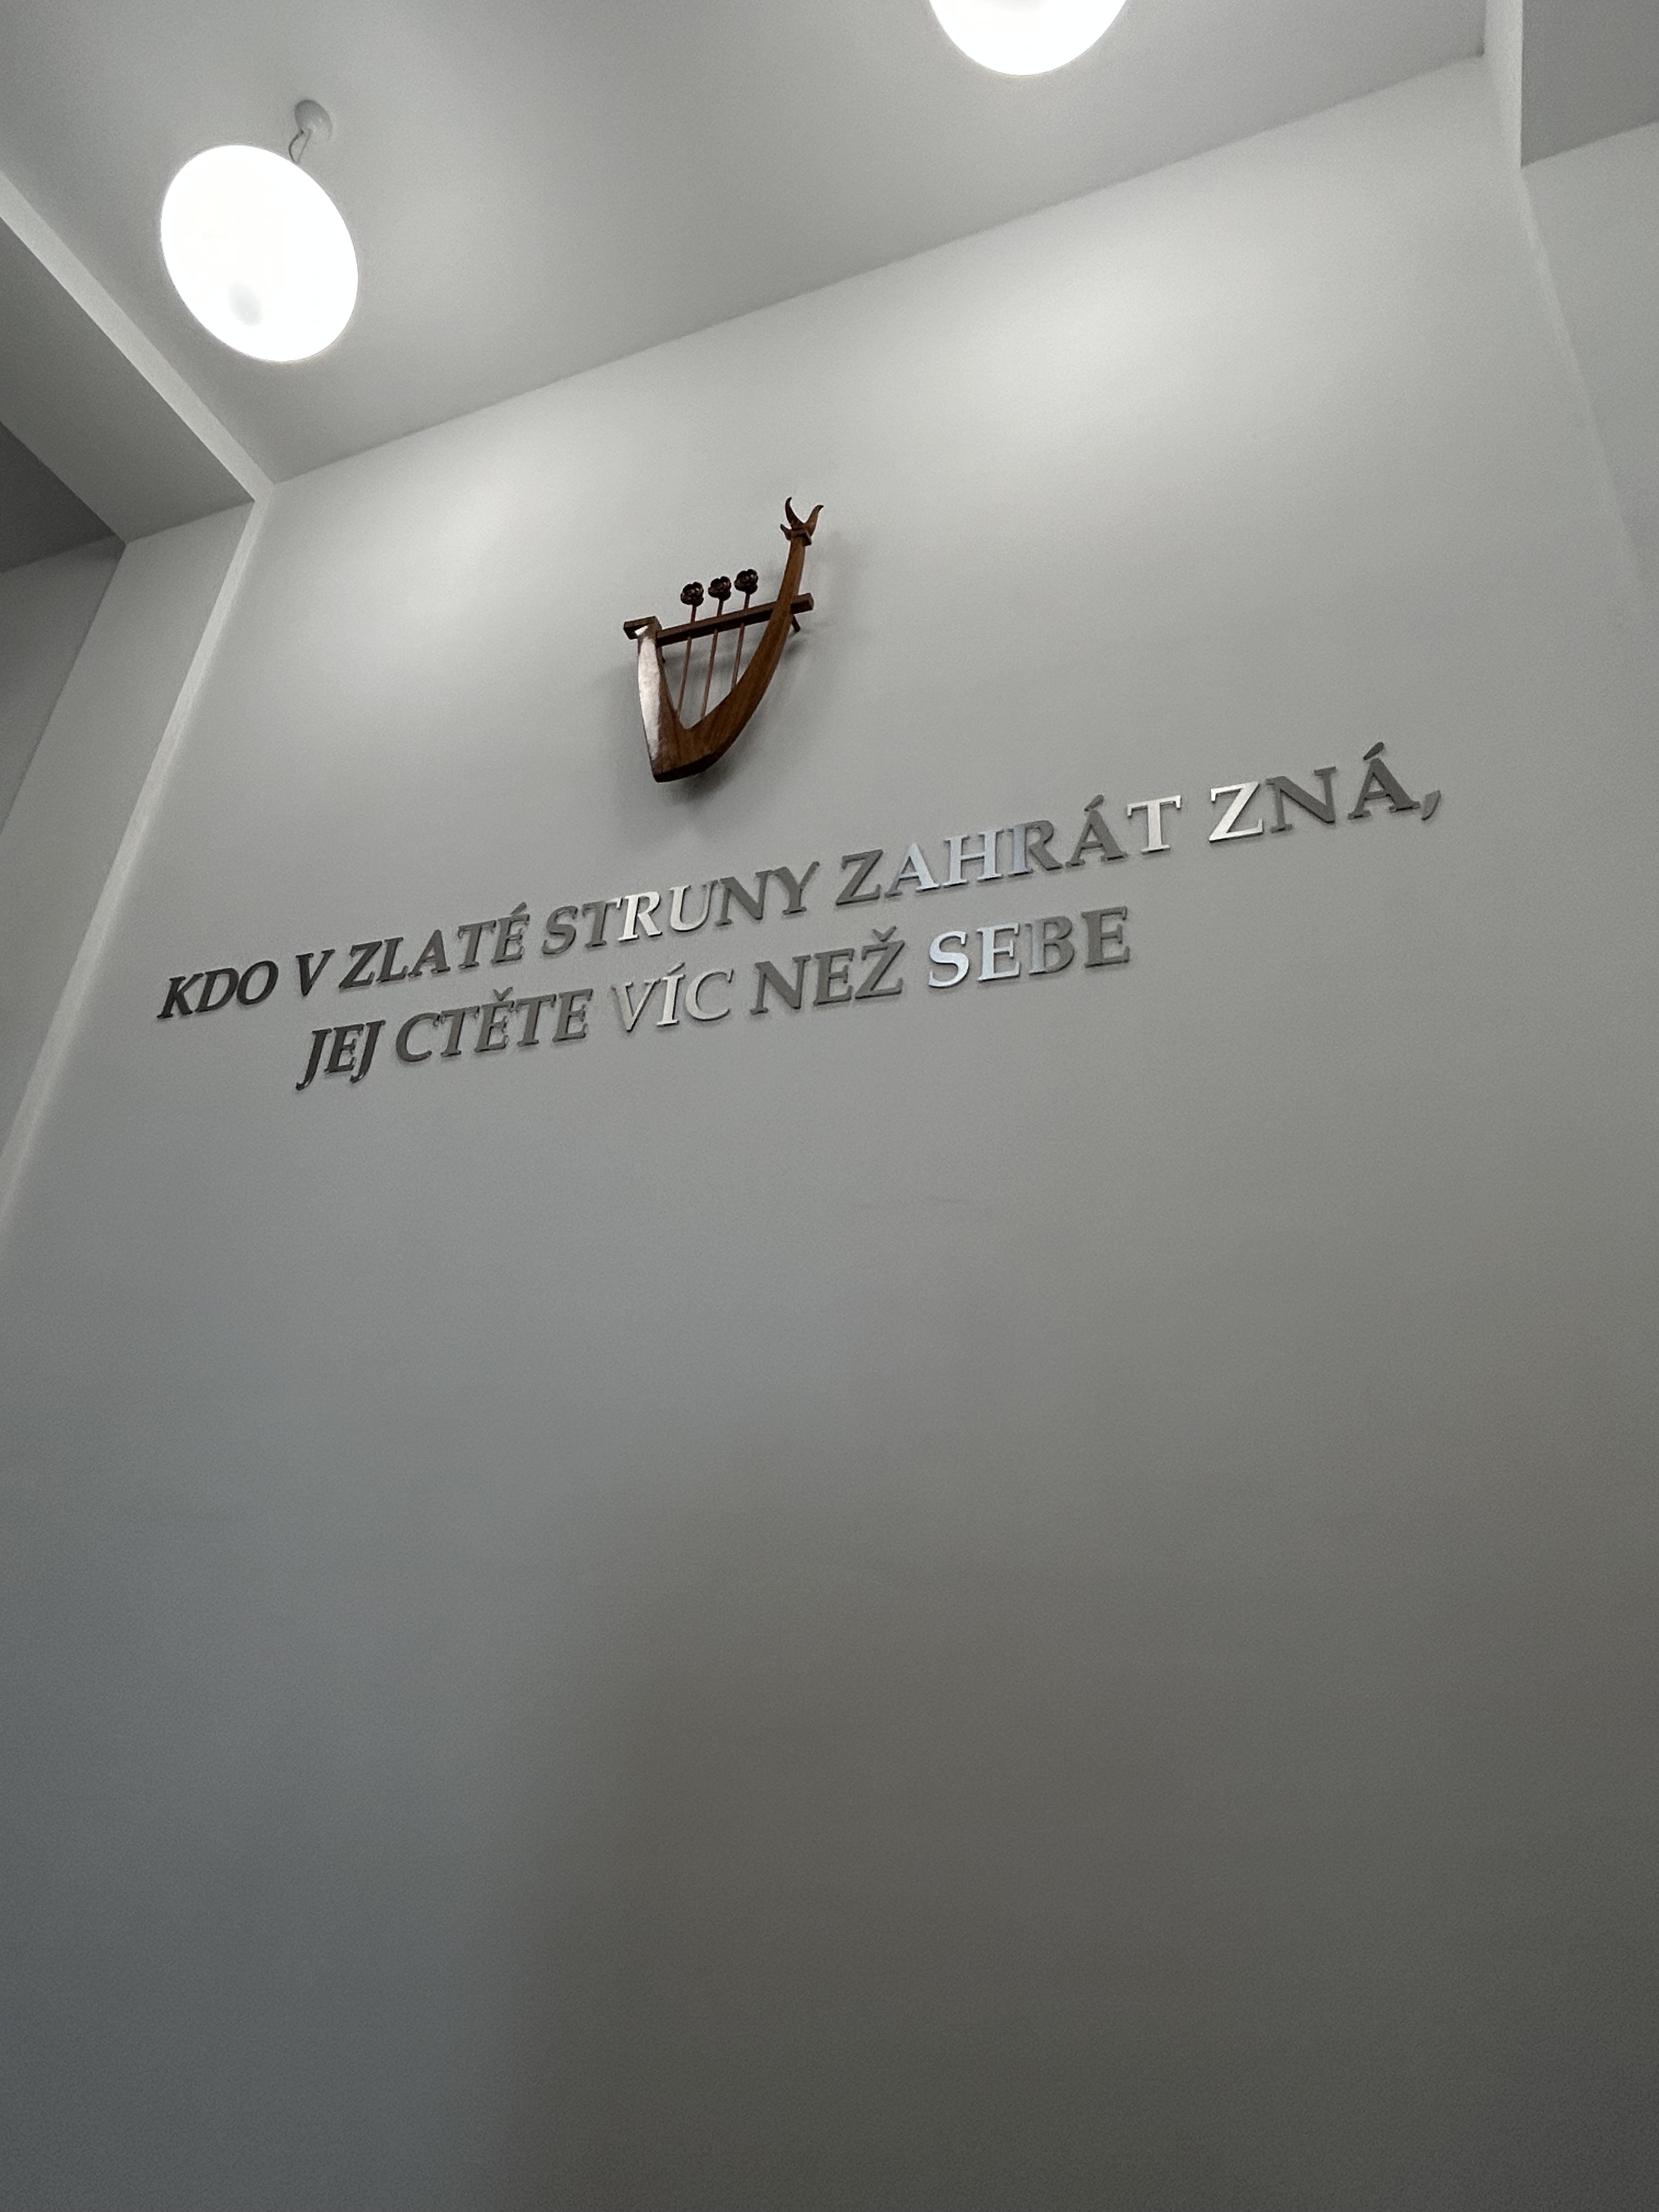 KDO V ZLATÉ STRUNY ZAHRÁT ZNÁ,
JEJ CTĚTE VÍC NEŽ SEBE